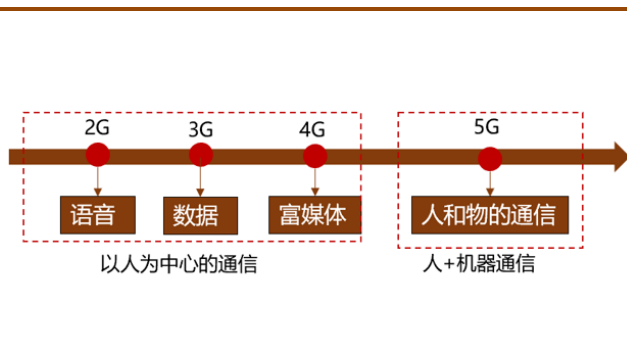 2G
3G
4G
5G
语音
数据
富媒体
人和物的通信
以人为中心的通信
人+机器通信